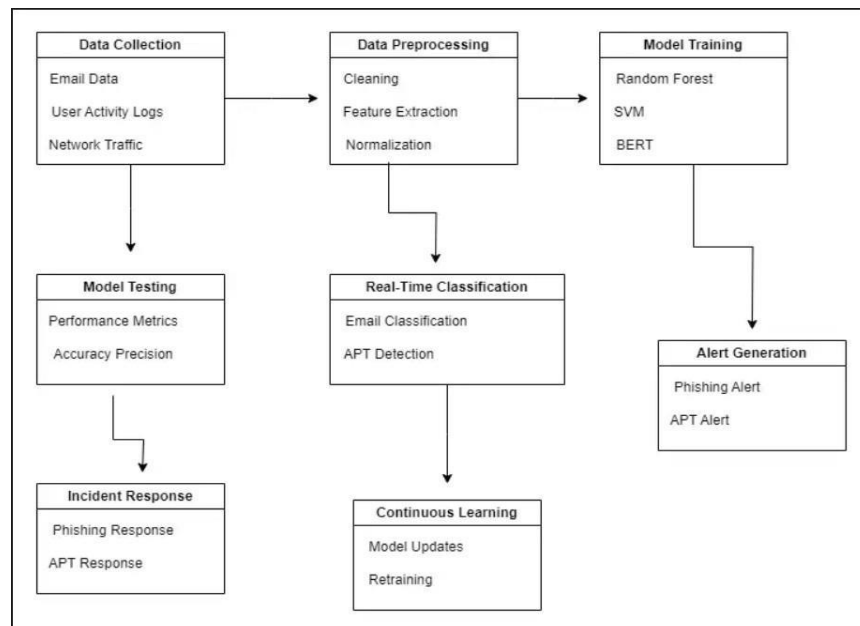 Data Collection
Email Data
User Activity Logs
Network Traffic
Data Preprocessing
Cleaning
Feature Extraction
Normalization
Model Training
Random Forest
SVM
BERT
Model Testing
Performance Metrics
Accuracy Precision
Real-Time Classification
Email Classification
APT Detection
Alert Generation
Phishing Alert
APT Alert
Incident Response
Phishing Response
APT Response
Continuous Learning
Model Updates
Retraining